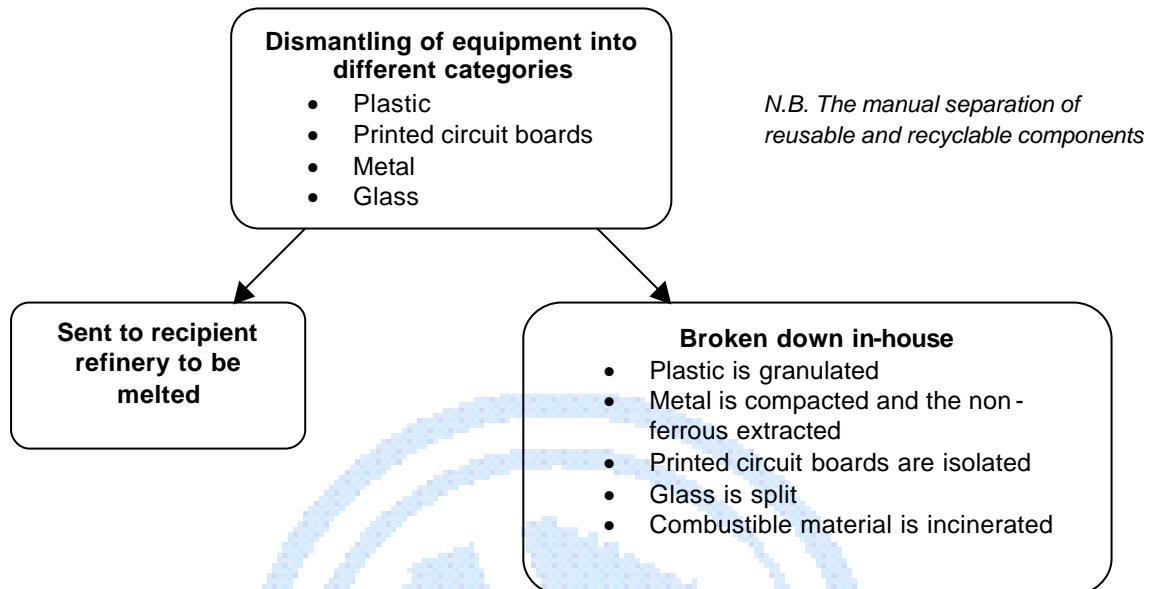 Dismantling of equipment into
different categories
• Plastic
• Printed circuit boards
• Metal
• Glass
N.B. The manual separation of
reusable and recyclable components
Sent to recipient
refinery to be
melted
Broken down in-house
• Plastic is granulated
• Metal is compacted and the non-
ferrous extracted
• Printed circuit boards are isolated
• Glass is split
• Combustible material is incinerated